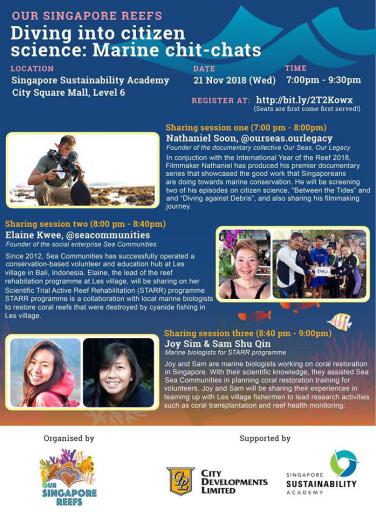 OUR SINGAPORE REEFS
Diving into citizen
science: Marine chit-chats
LOCATION
Singapore Sustainability Academy
City Square Mall, Level 6
DATE
21 Nov 2018 (Wed)
TIME
7:00pm - 9:30pm
REGISTER AT: http://bit.ly/2T2Kowx
(Seats are first come first served!)
Sharing session one (7:00 pm - 8:00pm)
Nathaniel Soon, @ourseas.ourlegacy
Founder of the documentary collective Our Seas, Our Legacy
In conjuction with the International Year of the Reef 2018,
Filmmaker Nathaniel has produced his premier documentary
series that showcased the good work that Singaporeans
are doing towards marine conservation. He will be screening
two of his episodes on citizen science, "Between the Tides" and
and "Diving against Debris", and also sharing his filmmaking
journey.
Sharing session two (8:00 pm - 8:40pm)
Elaine Kwee, @seacommunities
Founder of the social enterprise Sea Communities
Since 2012, Sea Communities has successfully operated a
conservation-based volunteer and education hub at Les
village in Bali, Indonesia. Elaine, the lead of the reef
rehabilitation programme at Les village, will be sharing on her
Scientific Trial Active Reef Rehabilitation (STARR) programme
STARR programme is a collaboration with local marine biologists
to restore coral reefs that were destroyed by cyanide fishing in
Les village.
Sharing session three (8:40 pm - 9:00pm)
Joy Sim & Sam Shu Qin
Marine biologists for STARR programme
Joy and Sam are marine biologists working on coral restoration
in Singapore. With their scientific knowledge, they assisted Sea
Sea Communities in planning coral restoration training for
volunteers. Joy and Sam will be sharing their experiences in
teaming up with Les village fishermen to lead research activities
such as coral transplantation and reef health monitoring.
Organised by
Supported by
OUR
SINGAPORE
REEFS
CITY
DEVELOPMENTS
LIMITED
SINGAPORE
SUSTAINABILITY
ACADEMY